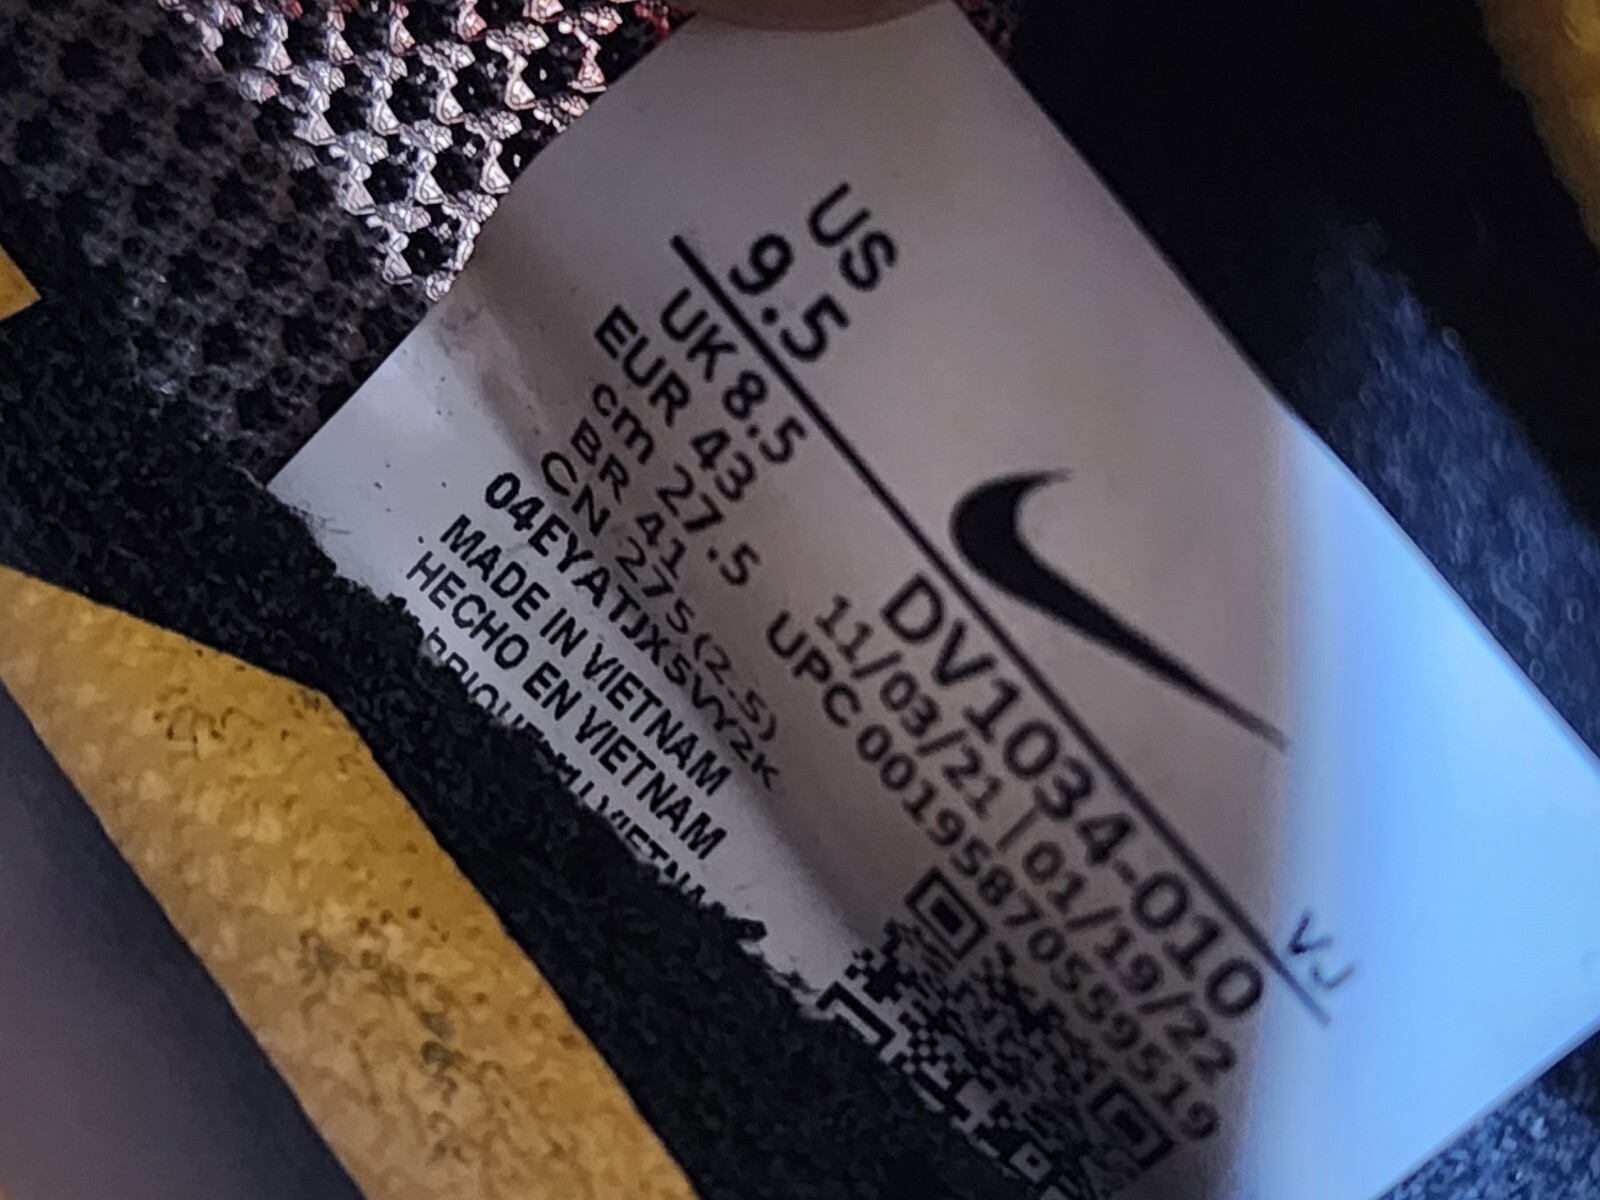 US
9.5
UK 8.5
EUR 43
cm 27.5
BR 41
CN 275 (2.5)
04EYATJX5VY2K
MADE IN VIETNAM
HECHO EN VIETNAM
VIETNA
DV1034-010
11/03/21 | 01/19/22
UPC 00195870559519
VJ